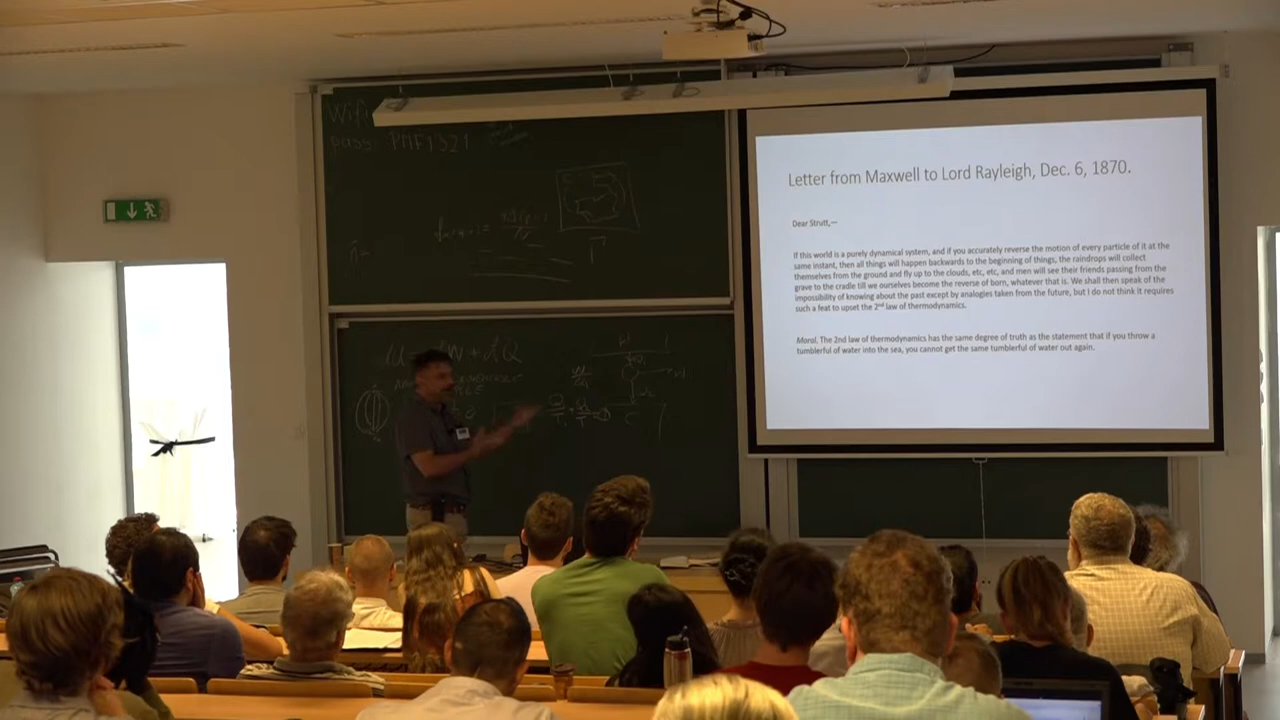 Wifi
pass: PMF1321
U = dW + dQ
Letter from Maxwell to Lord Rayleigh, Dec. 6, 1870.
Dear Strutt,—
If this world is a purely dynamical system, and if you accurately reverse the motion of every particle of it at the
same instant, then all things will happen backwards to the beginning of things, the raindrops will collect
themselves from the ground and fly up to the clouds, etc, etc, and men will see their friends passing from the
grave to the cradle till we ourselves become the reverse of born, whatever that is. We shall then speak of the
impossibility of knowing about the past except by analogies taken from the future, but I do not think it requires
such a feat to upset the 2nd law of thermodynamics.
Moral. The 2nd law of thermodynamics has the same degree of truth as the statement that if you throw a
tumblerful of water into the sea, you cannot get the same tumblerful of water out again.